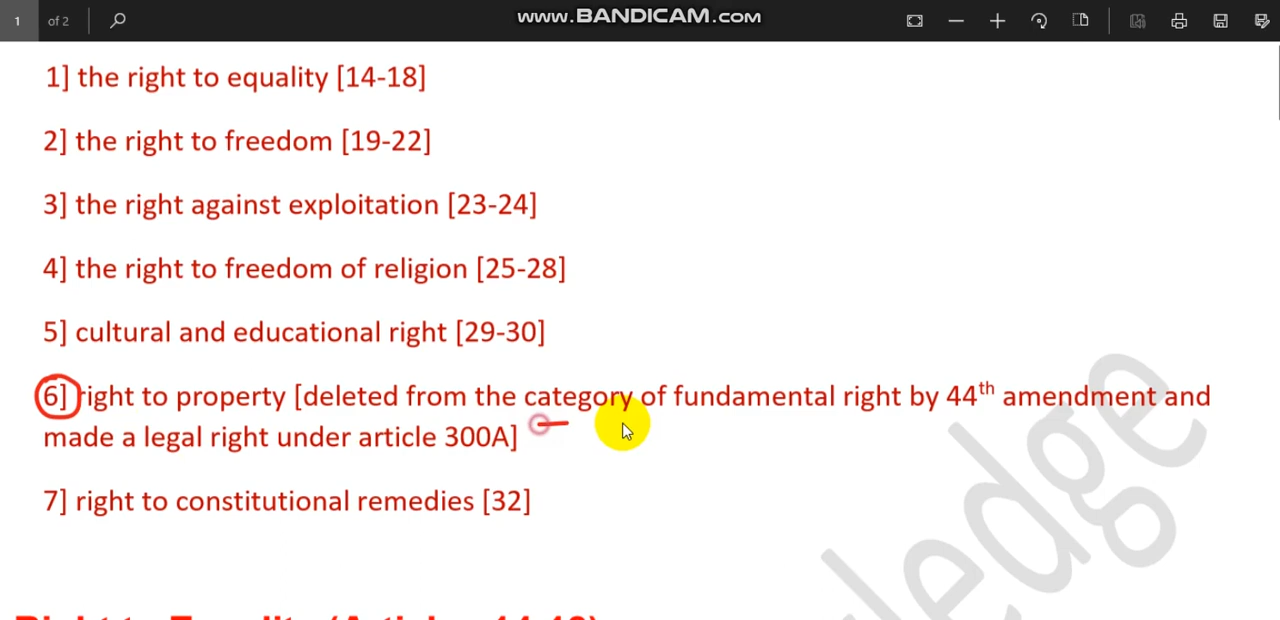 1 of 2
www.BANDICAM.com
1] the right to equality [14-18]
2] the right to freedom [19-22]
3] the right against exploitation [23-24]
4] the right to freedom of religion [25-28]
5] cultural and educational right [29-30]
6] right to property [deleted from the category of fundamental right by 44th amendment and
made a legal right under article 300A]
7] right to constitutional remedies [32]